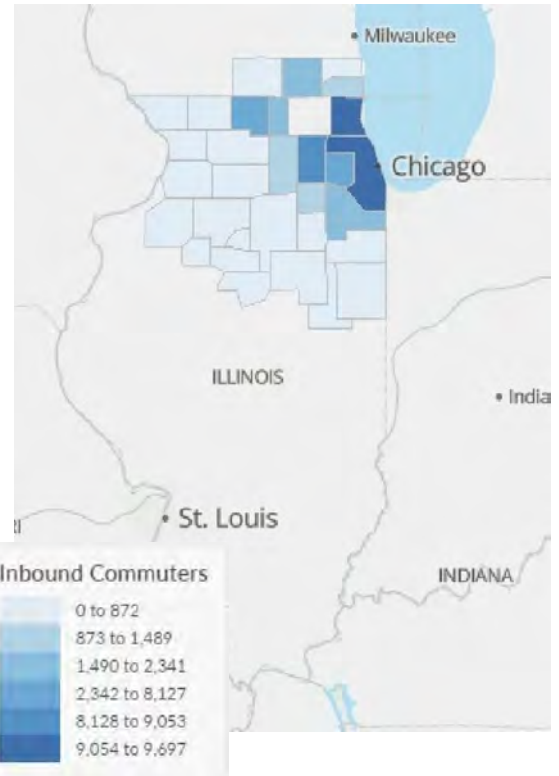 Milwaukee
Chicago
ILLINOIS
India
St. Louis
RI
INDIANA
Inbound Commuters
0 to 872
873 to 1,489
1,490 to 2,341
2,342 to 8,127
8,128 to 9,053
9,054 to 9,697